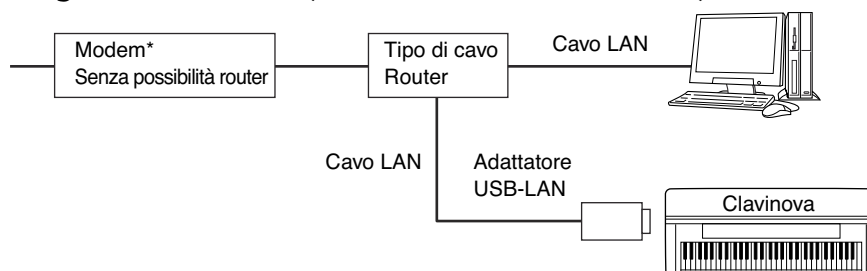 Modem*
Senza possibilità router
Tipo di cavo
Router
Cavo LAN
Cavo LAN
Adattatore
USB-LAN
Clavinova